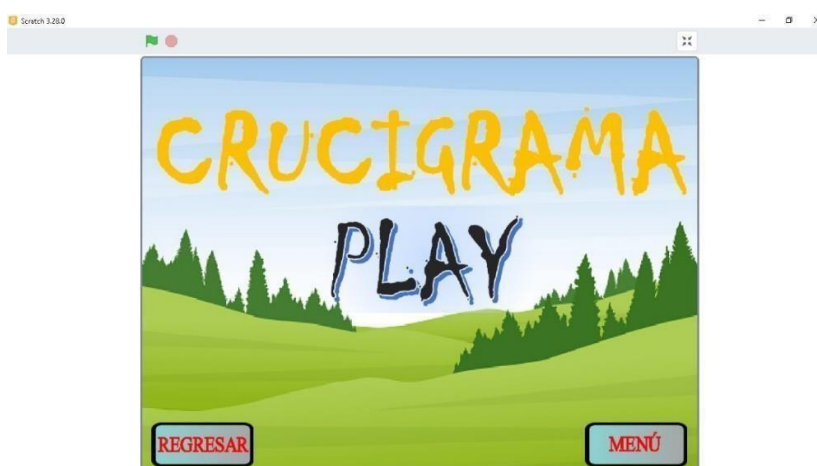 Scratch 3.28.0
CRUCIGRAMA
PLAY
REGRESAR
MENÚ